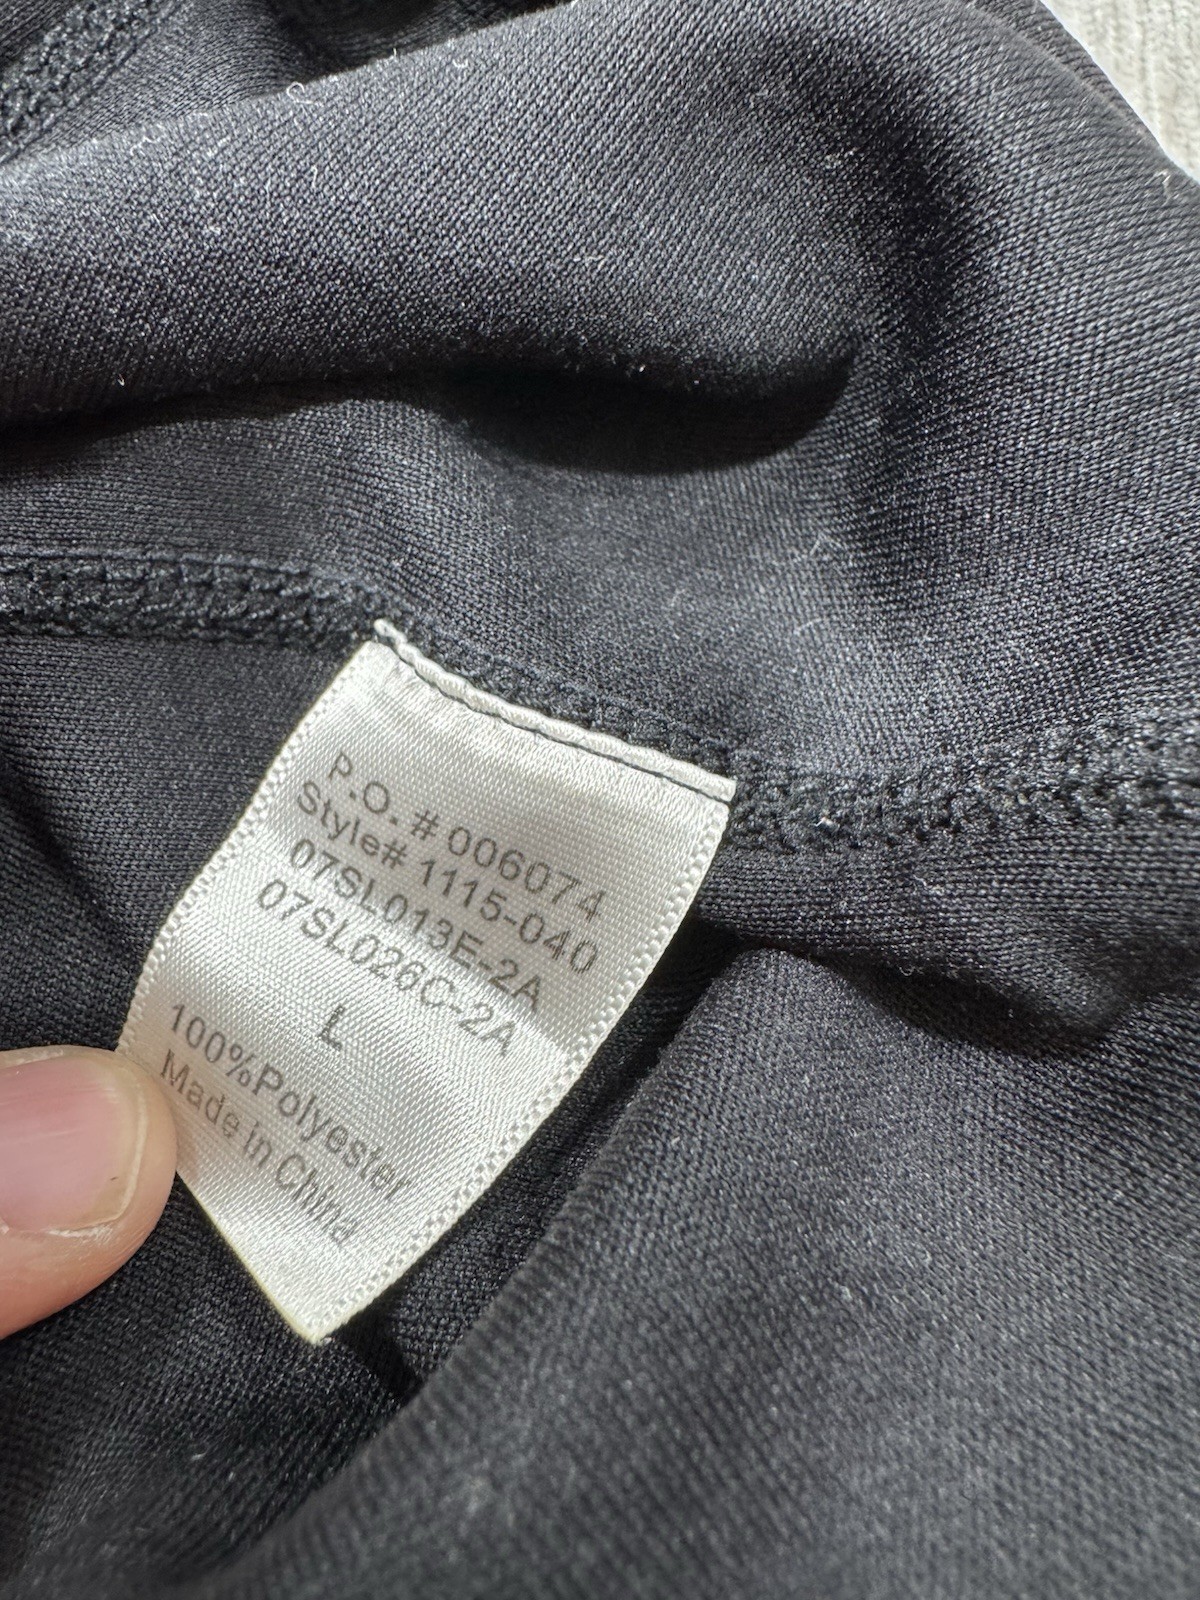 P.O. # 006074
Style# 1115-040
07SL013E-2A
07SL026C-2A
L
100%Polyester
Made in China